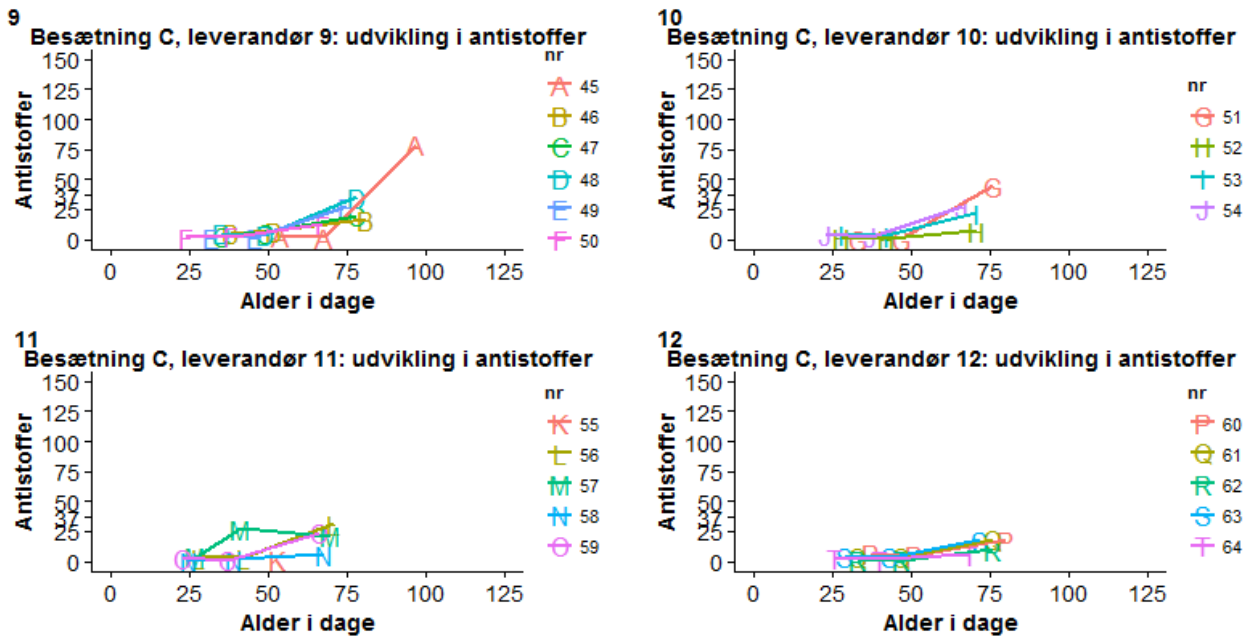 9
Besætning C, leverandør 9: udvikling i antistoffer
Antistoffer
150
125
100
75
50
37
25
0
A
A
A
B
B
B
C
C
C
D
D
D
E
E
E
F
F
F
0 25 50 75 100 125
Alder i dage
nr
A 45
B 46
C 47
D 48
E 49
F 50
10
Besætning C, leverandør 10: udvikling i antistoffer
Antistoffer
150
125
100
75
50
37
25
0
G
G
G
H
H
H
I
I
I
J
J
J
0 25 50 75 100 125
Alder i dage
nr
G 51
H 52
I 53
J 54
11
Besætning C, leverandør 11: udvikling i antistoffer
Antistoffer
150
125
100
75
50
37
25
0
K
L
L
L
M
M
M
N
N
N
O
O
O
0 25 50 75 100 125
Alder i dage
nr
K 55
L 56
M 57
N 58
O 59
12
Besætning C, leverandør 12: udvikling i antistoffer
Antistoffer
150
125
100
75
50
37
25
0
P
P
P
Q
Q
Q
R
R
R
S
S
S
T
T
T
0 25 50 75 100 125
Alder i dage
nr
P 60
Q 61
R 62
S 63
T 64